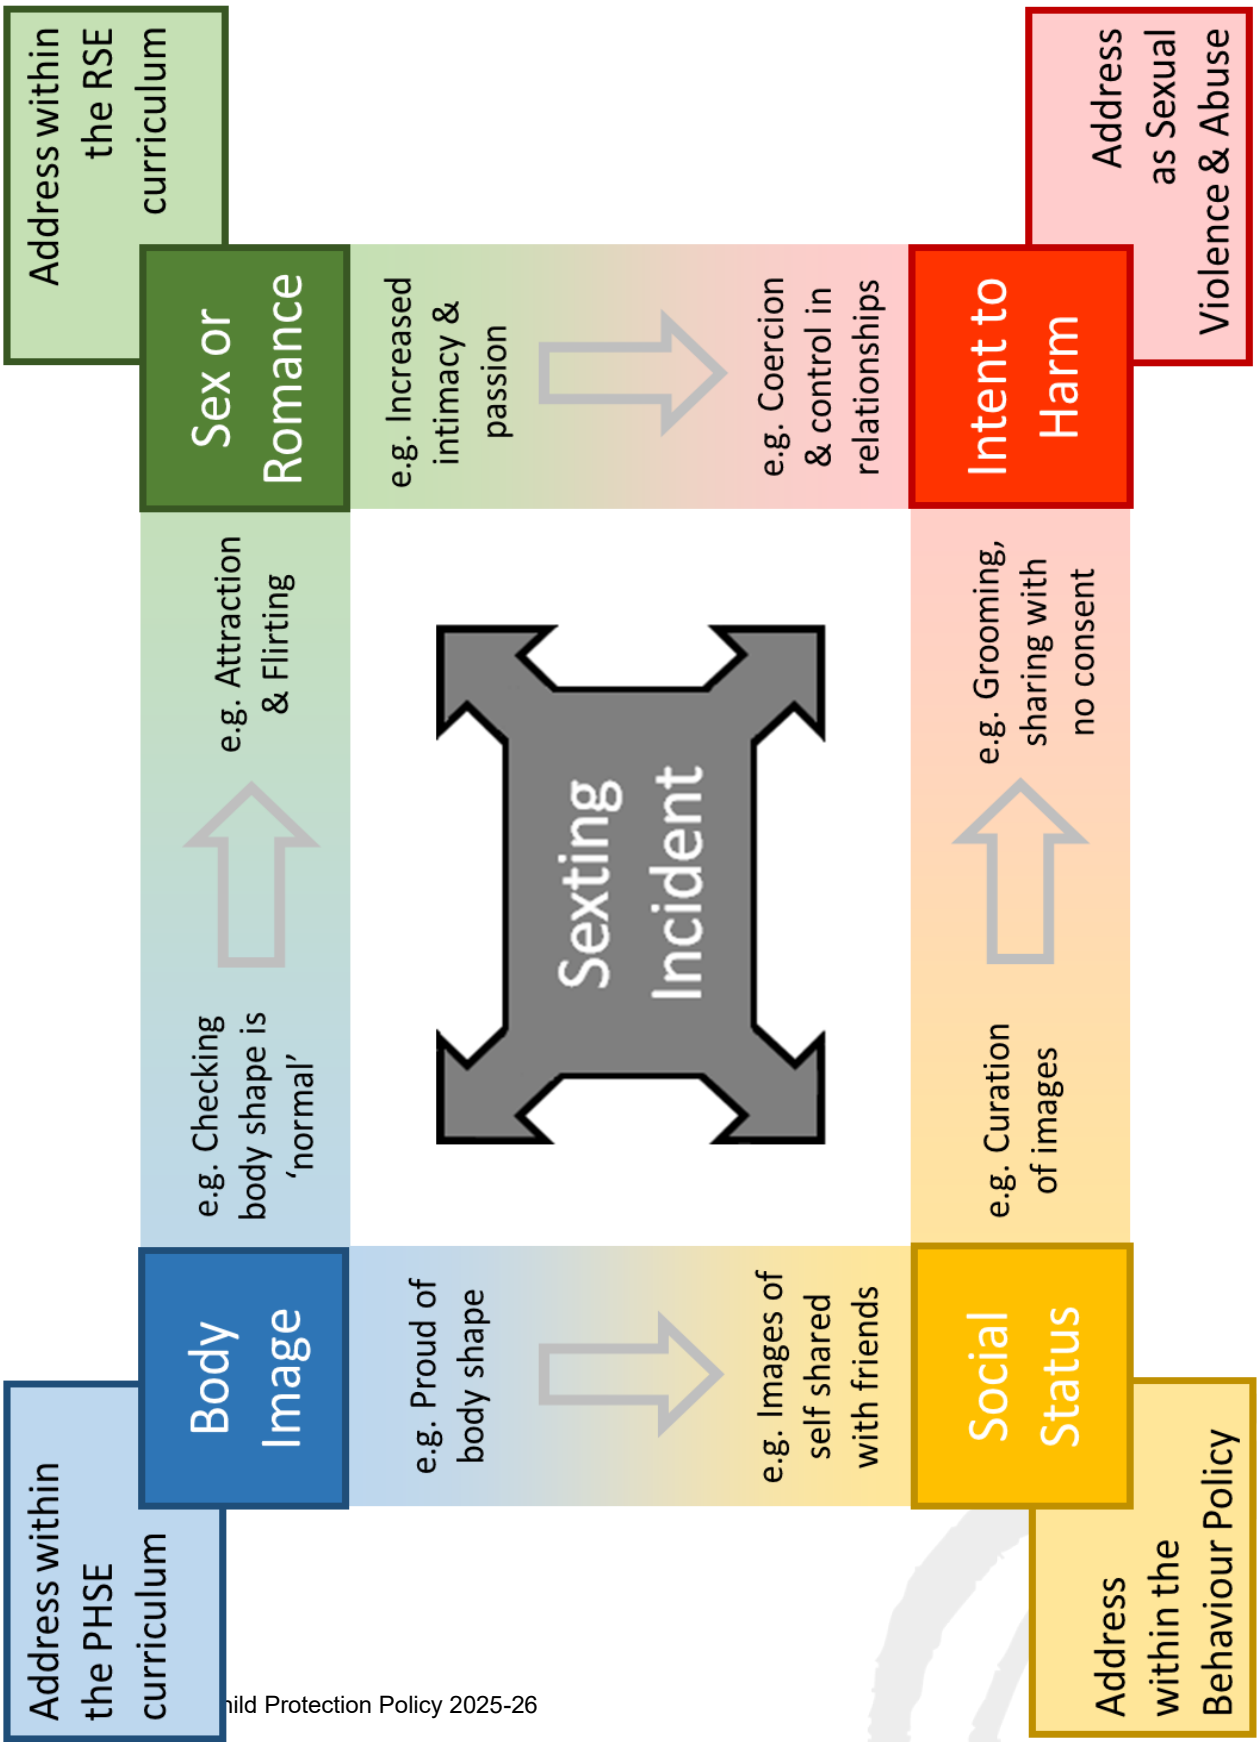 Address within
the PHSE
curriculum
Body
Image
e.g. Checking
body shape is
‘normal’
e.g. Attraction
& Flirting
Sex or
Romance
Address within
the RSE
curriculum
e.g. Proud of
body shape
e.g. Images of
self shared
with friends
Sexting
Incident
e.g. Increased
intimacy &
passion
e.g. Coercion
& control in
relationships
Social
Status
e.g. Curation
of images
e.g. Grooming,
sharing with
no consent
Intent to
Harm
Address
within the
Behaviour Policy
Address
as Sexual
Violence & Abuse
hild Protection Policy 2025-26